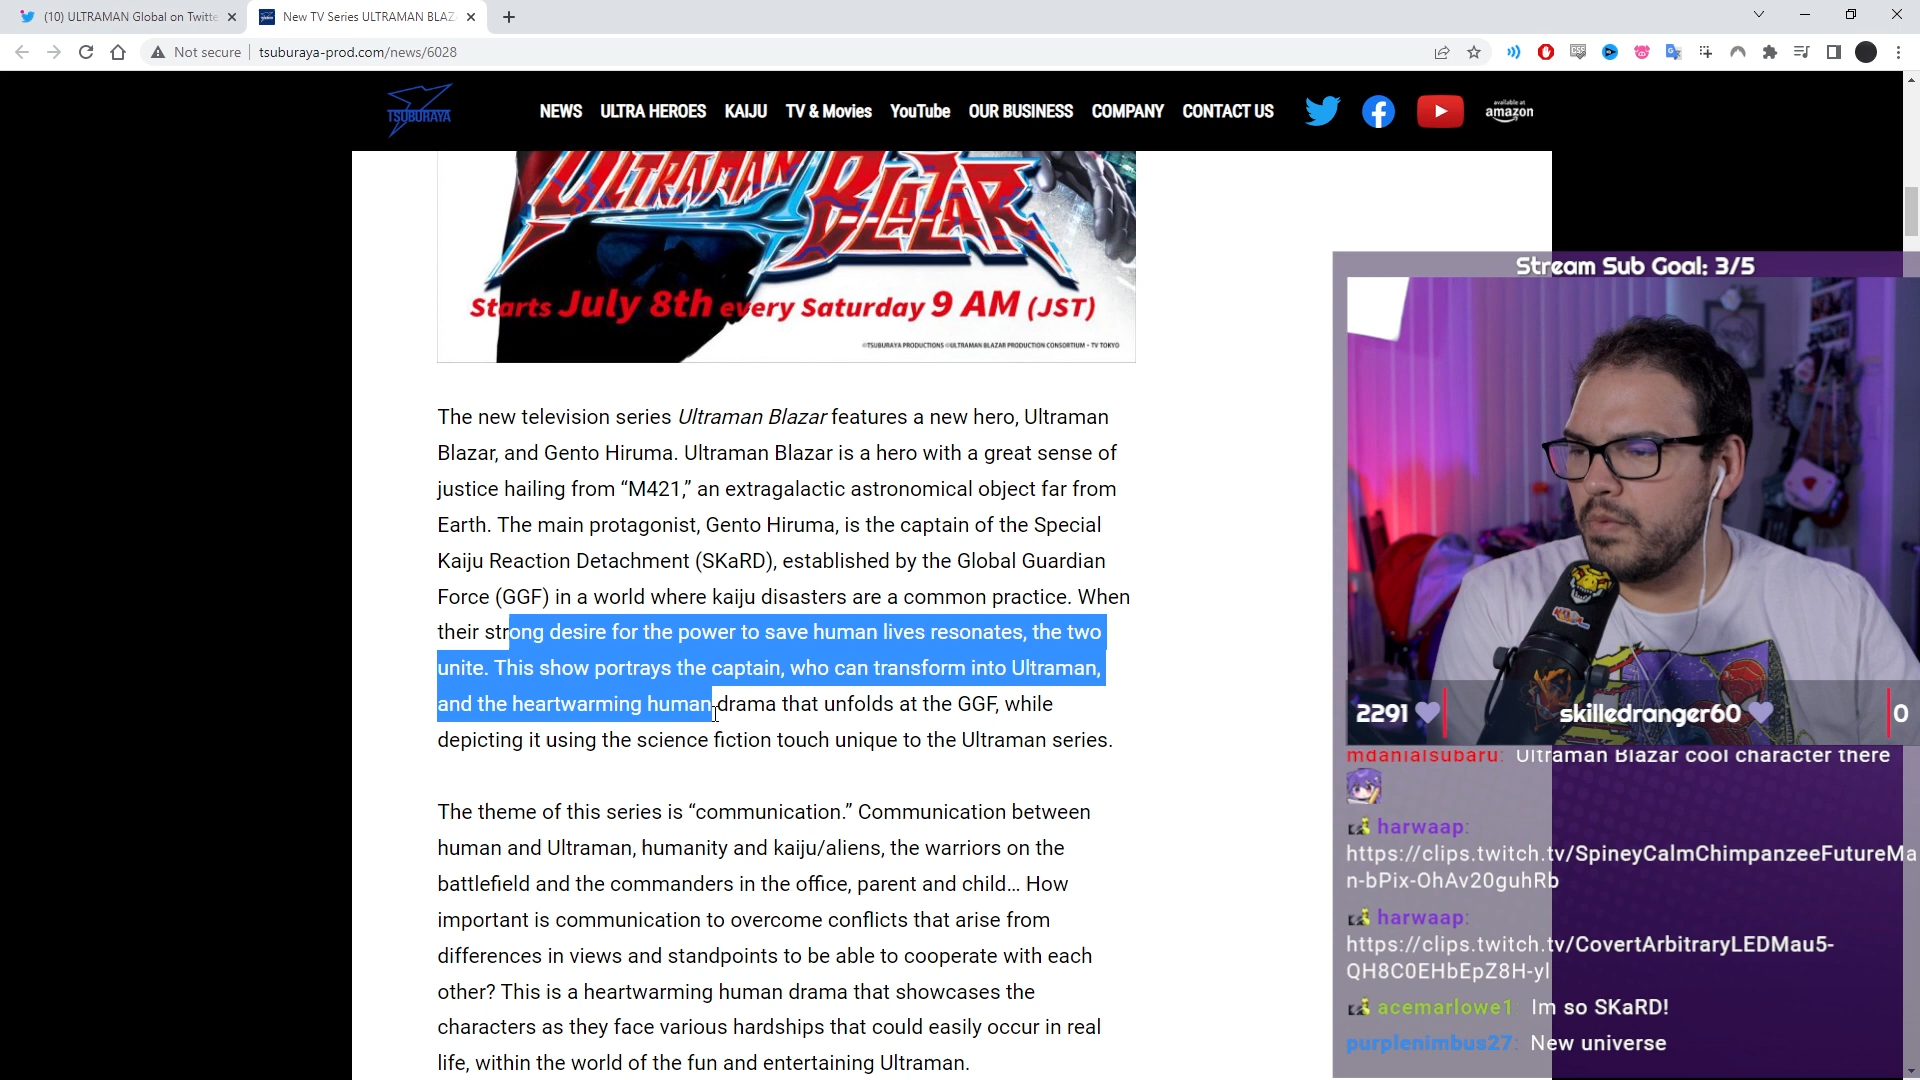 (10) ULTRAMAN Global on Twitte
New TV Series ULTRAMAN BLAZ
Not secure
tsuburaya-prod.com/news/6028
TSUBURAYA
NEWS
ULTRA HEROES
KAIJU
TV & Movies
YouTube
OUR BUSINESS
COMPANY
CONTACT US
available at
amazon
ULTRAMAN
BLAZAR
Starts July 8th every Saturday 9 AM (JST)
©TSUBURAYA PRODUCTIONS ©ULTRAMAN BLAZAR PRODUCTION CONSORTIUM • TV TOKYO
The new television series Ultraman Blazar features a new hero, Ultraman
Blazar, and Gento Hiruma. Ultraman Blazar is a hero with a great sense of
justice hailing from “M421,” an extragalactic astronomical object far from
Earth. The main protagonist, Gento Hiruma, is the captain of the Special
Kaiju Reaction Detachment (SKaRD), established by the Global Guardian
Force (GGF) in a world where kaiju disasters are a common practice. When
their strong desire for the power to save human lives resonates, the two
unite. This show portrays the captain, who can transform into Ultraman,
and the heartwarming human drama that unfolds at the GGF, while
depicting it using the science fiction touch unique to the Ultraman series.
The theme of this series is “communication.” Communication between
human and Ultraman, humanity and kaiju/aliens, the warriors on the
battlefield and the commanders in the office, parent and child… How
important is communication to overcome conflicts that arise from
differences in views and standpoints to be able to cooperate with each
other? This is a heartwarming human drama that showcases the
characters as they face various hardships that could easily occur in real
life, within the world of the fun and entertaining Ultraman.
Stream Sub Goal: 3/5
2291
skilledranger60
0
mdanialsubaru: Ultraman Blazar cool character there
harwaap:
https://clips.twitch.tv/SpineyCalmChimpanzeeFutureMa
n-bPix-OhAv20guhRb
harwaap:
https://clips.twitch.tv/CovertArbitraryLEDMau5-
QH8C0EHbEpZ8H-yl
acemarlowe1: Im so SKaRD!
purplenimbus27: New universe